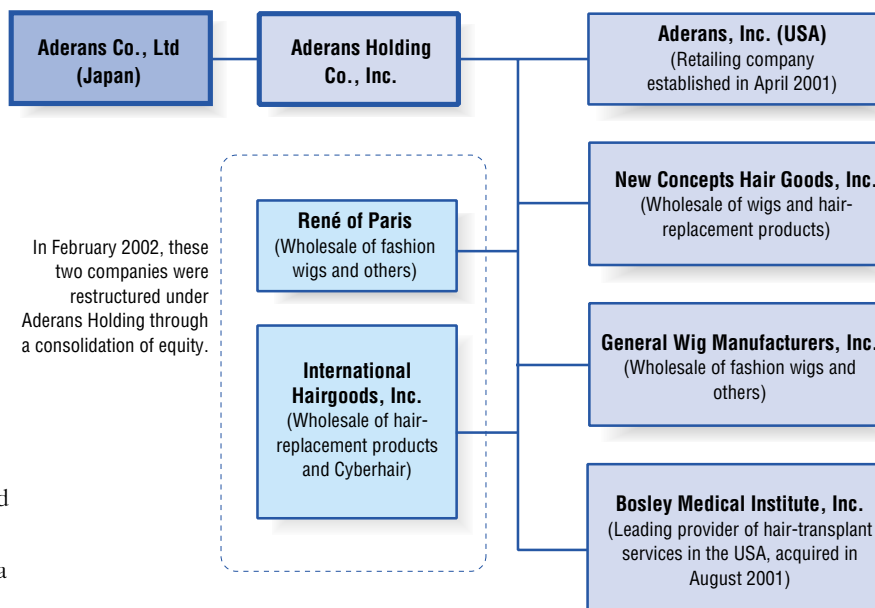 Aderans Co., Ltd
(Japan)
Aderans Holding
Co., Inc.
Aderans, Inc. (USA)
(Retailing company
established in April 2001)
New Concepts Hair Goods, Inc.
(Wholesale of wigs and hair-
replacement products)
René of Paris
(Wholesale of fashion
wigs and others)
In February 2002, these
two companies were
restructured under
Aderans Holding through
a consolidation of equity.
General Wig Manufacturers, Inc.
(Wholesale of fashion wigs and
others)
International
Hairgoods, Inc.
(Wholesale of hair-
replacement products
and Cyberhair)
Bosley Medical Institute, Inc.
(Leading provider of hair-transplant
services in the USA, acquired in
August 2001)
d
a